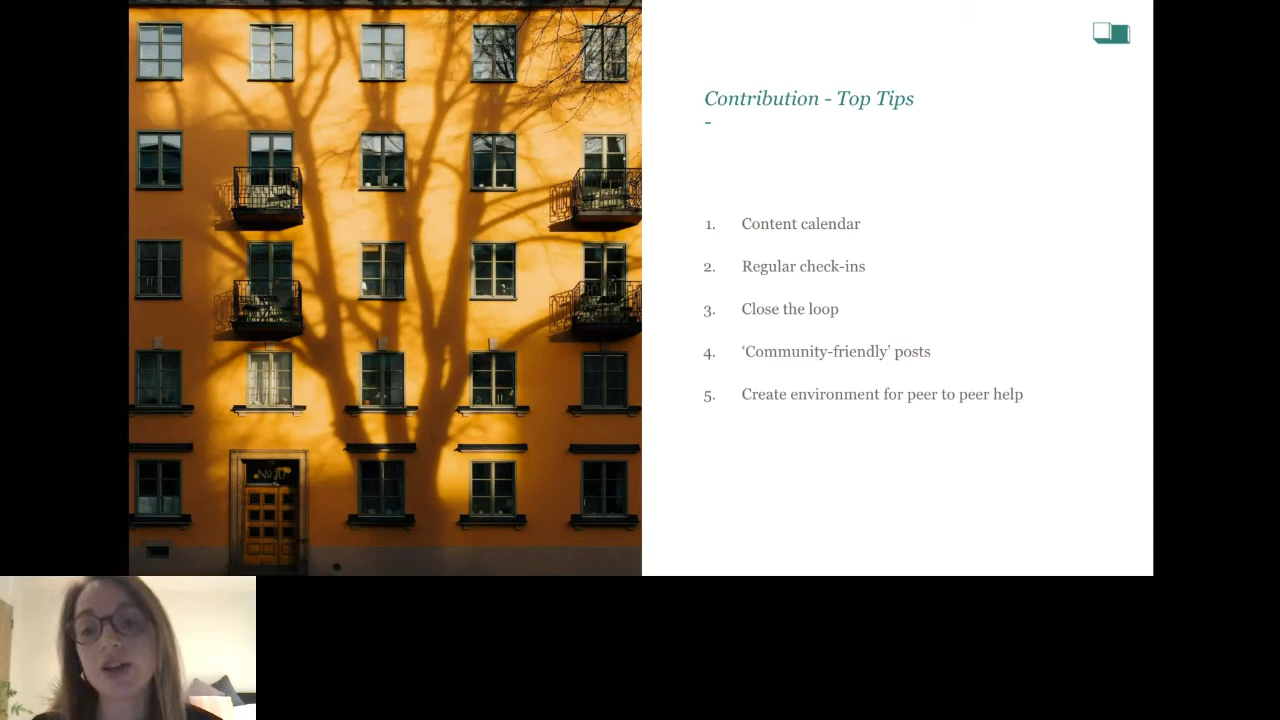 Contribution - Top Tips
-
1. Content calendar
2. Regular check-ins
3. Close the loop
4. ‘Community-friendly’ posts
5. Create environment for peer to peer help